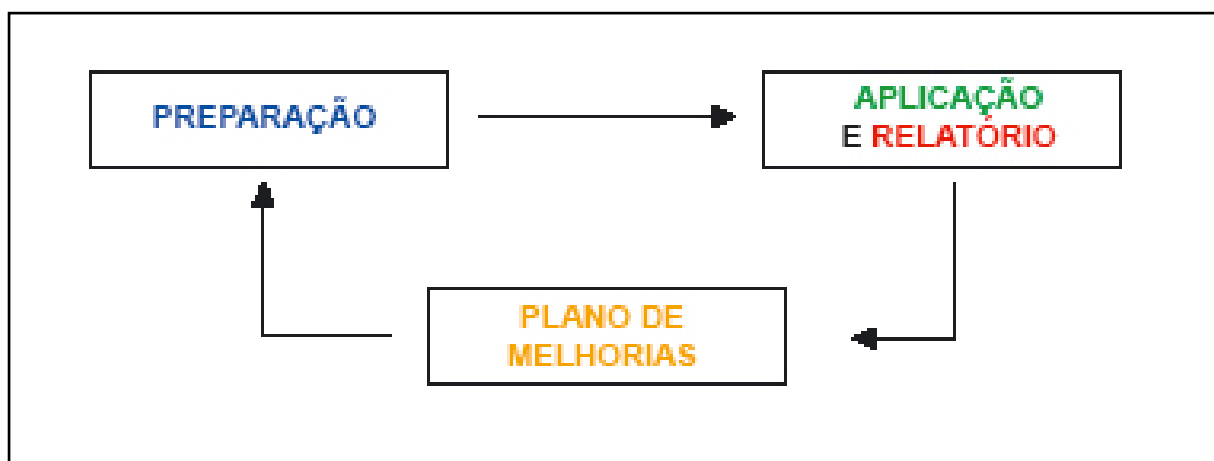 PREPARAÇÃO
APLICAÇÃO
E RELATÓRIO
PLANO DE
MELHORIAS